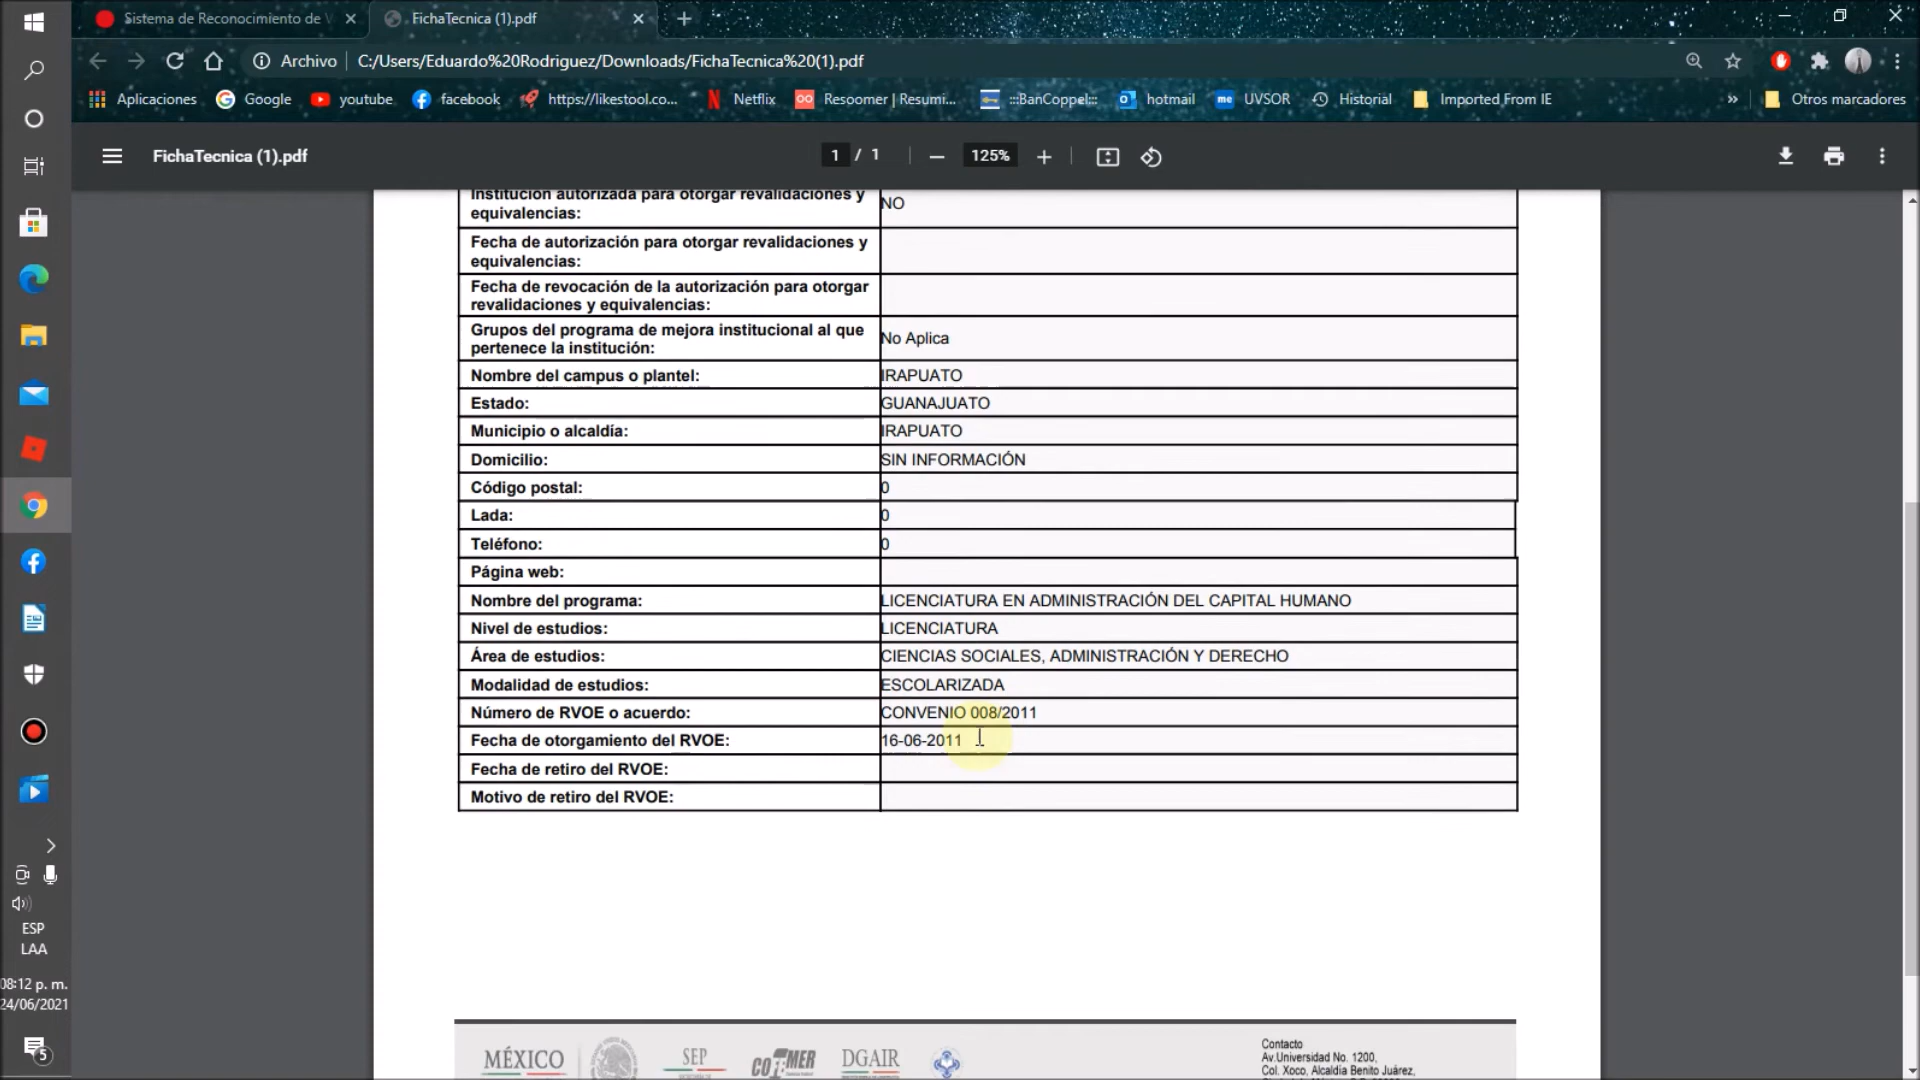 Sistema de Reconocimiento de V
FichaTecnica (1).pdf
Archivo
C:/Users/Eduardo%20Rodriguez/Downloads/FichaTecnica%20(1).pdf
Aplicaciones
Google
youtube
facebook
https://likestool.co...
Netflix
Resoomer | Resumi...
:::BanCoppel:::
hotmail
me UVSOR
Historial
Imported From IE
»
Otros marcadores
FichaTecnica (1).pdf
1 / 1
125%
Institución autorizada para otorgar revalidaciones y
equivalencias:
NO
Fecha de autorización para otorgar revalidaciones y
equivalencias:
Fecha de revocación de la autorización para otorgar
revalidaciones y equivalencias:
Grupos del programa de mejora institucional al que
pertenece la institución:
No Aplica
Nombre del campus o plantel: IRAPUATO
Estado: GUANAJUATO
Municipio o alcaldía: IRAPUATO
Domicilio: SIN INFORMACIÓN
Código postal: 0
Lada: 0
Teléfono: 0
Página web:
Nombre del programa: LICENCIATURA EN ADMINISTRACIÓN DEL CAPITAL HUMANO
Nivel de estudios: LICENCIATURA
Área de estudios: CIENCIAS SOCIALES, ADMINISTRACIÓN Y DERECHO
Modalidad de estudios: ESCOLARIZADA
Número de RVOE o acuerdo: CONVENIO 008/2011
Fecha de otorgamiento del RVOE: 16-06-2011
Fecha de retiro del RVOE:
Motivo de retiro del RVOE:
MÉXICO
SEP
DGAIR
Contacto
Av.Universidad No. 1200,
Col. Xoco, Alcaldía Benito Juárez,
ESP
LAA
08:12 p. m.
24/06/2021
5